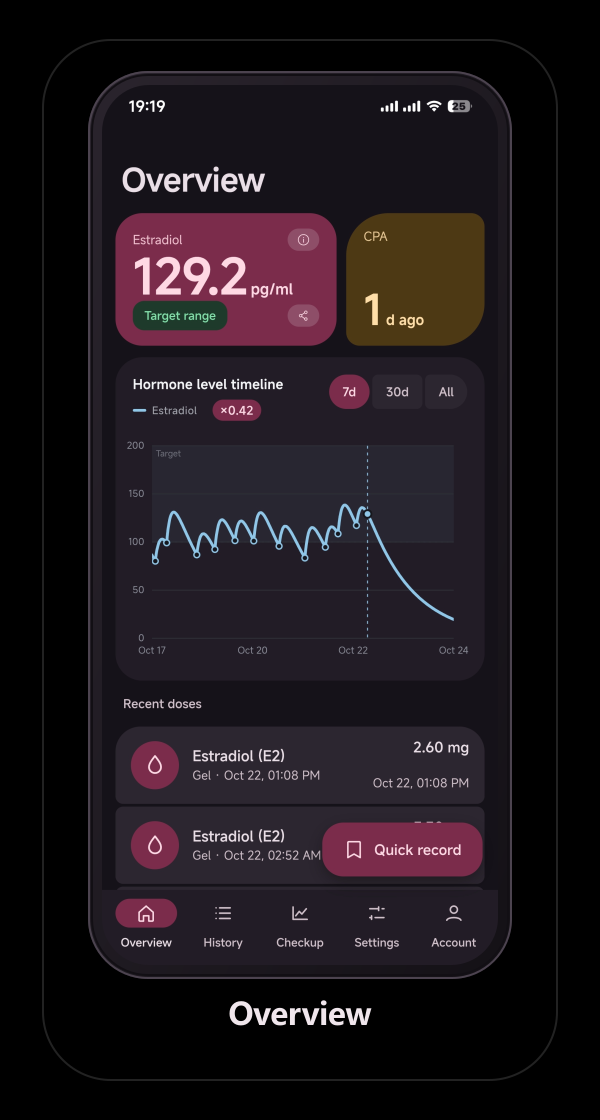 19:19
25
Overview
Estradiol
129.2 pg/ml
Target range
CPA
1 d ago
Hormone level timeline
Estradiol
×0.42
7d
30d
All
200
Target
150
100
50
0
Oct 17
Oct 20
Oct 22
Oct 24
Recent doses
Estradiol (E2)
2.60 mg
Gel · Oct 22, 01:08 PM
Oct 22, 01:08 PM
Estradiol (E2)
Gel · Oct 22, 02:52 AM
Quick record
Overview
History
Checkup
Settings
Account
Overview